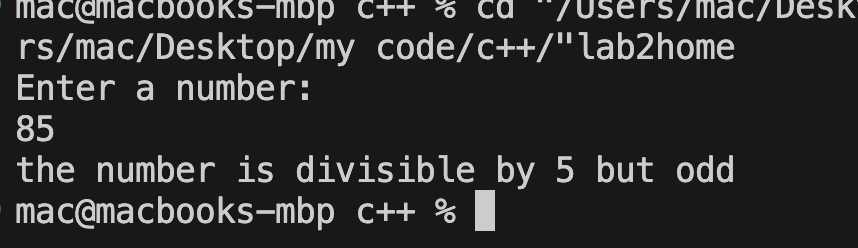 mac@macbooks-mbp c++ % cd "/Users/mac/Desk
rs/mac/Desktop/my code/c++/"lab2home
Enter a number:
85
the number is divisible by 5 but odd
mac@macbooks-mbp c++ %